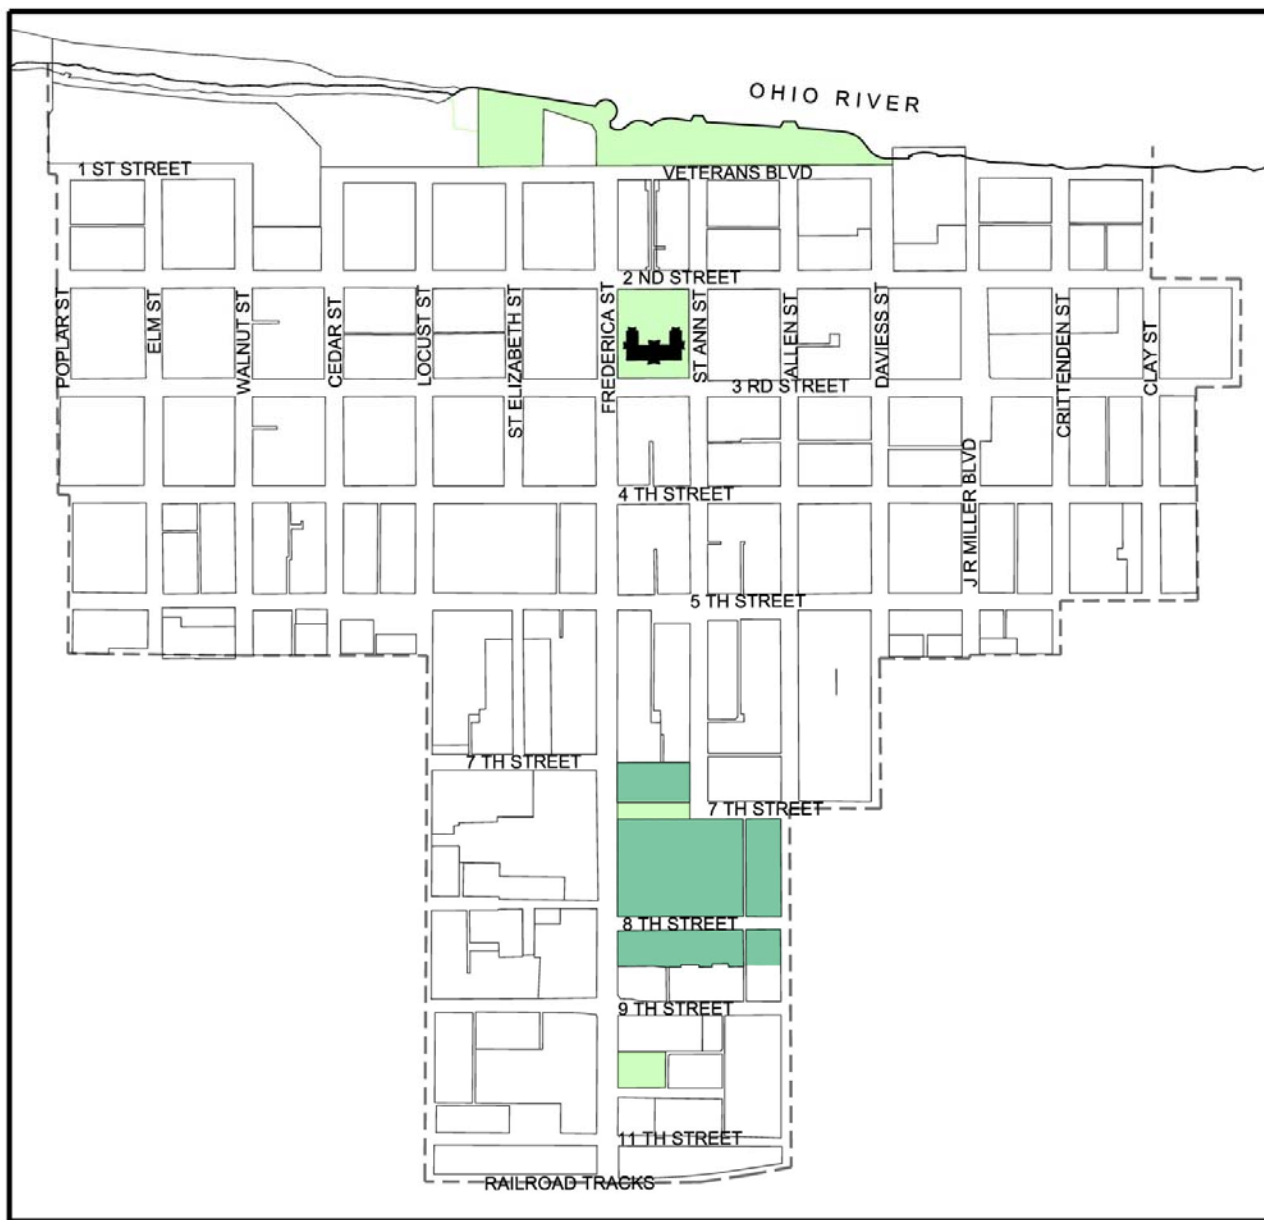 OHIO RIVER
1 ST STREET
VETERANS BLVD
2 ND STREET
POPLAR ST
ELM ST
WALNUT ST
CEDAR ST
LOCUST ST
ST ELIZABETH ST
FREDERICA ST
ST ANN ST
ALLEN ST
DAVIESS ST
CRITTENDEN ST
CLAY ST
3 RD STREET
J R MILLER BLVD
4 TH STREET
5 TH STREET
7 TH STREET
7 TH STREET
8 TH STREET
9 TH STREET
11 TH STREET
RAILROAD TRACKS